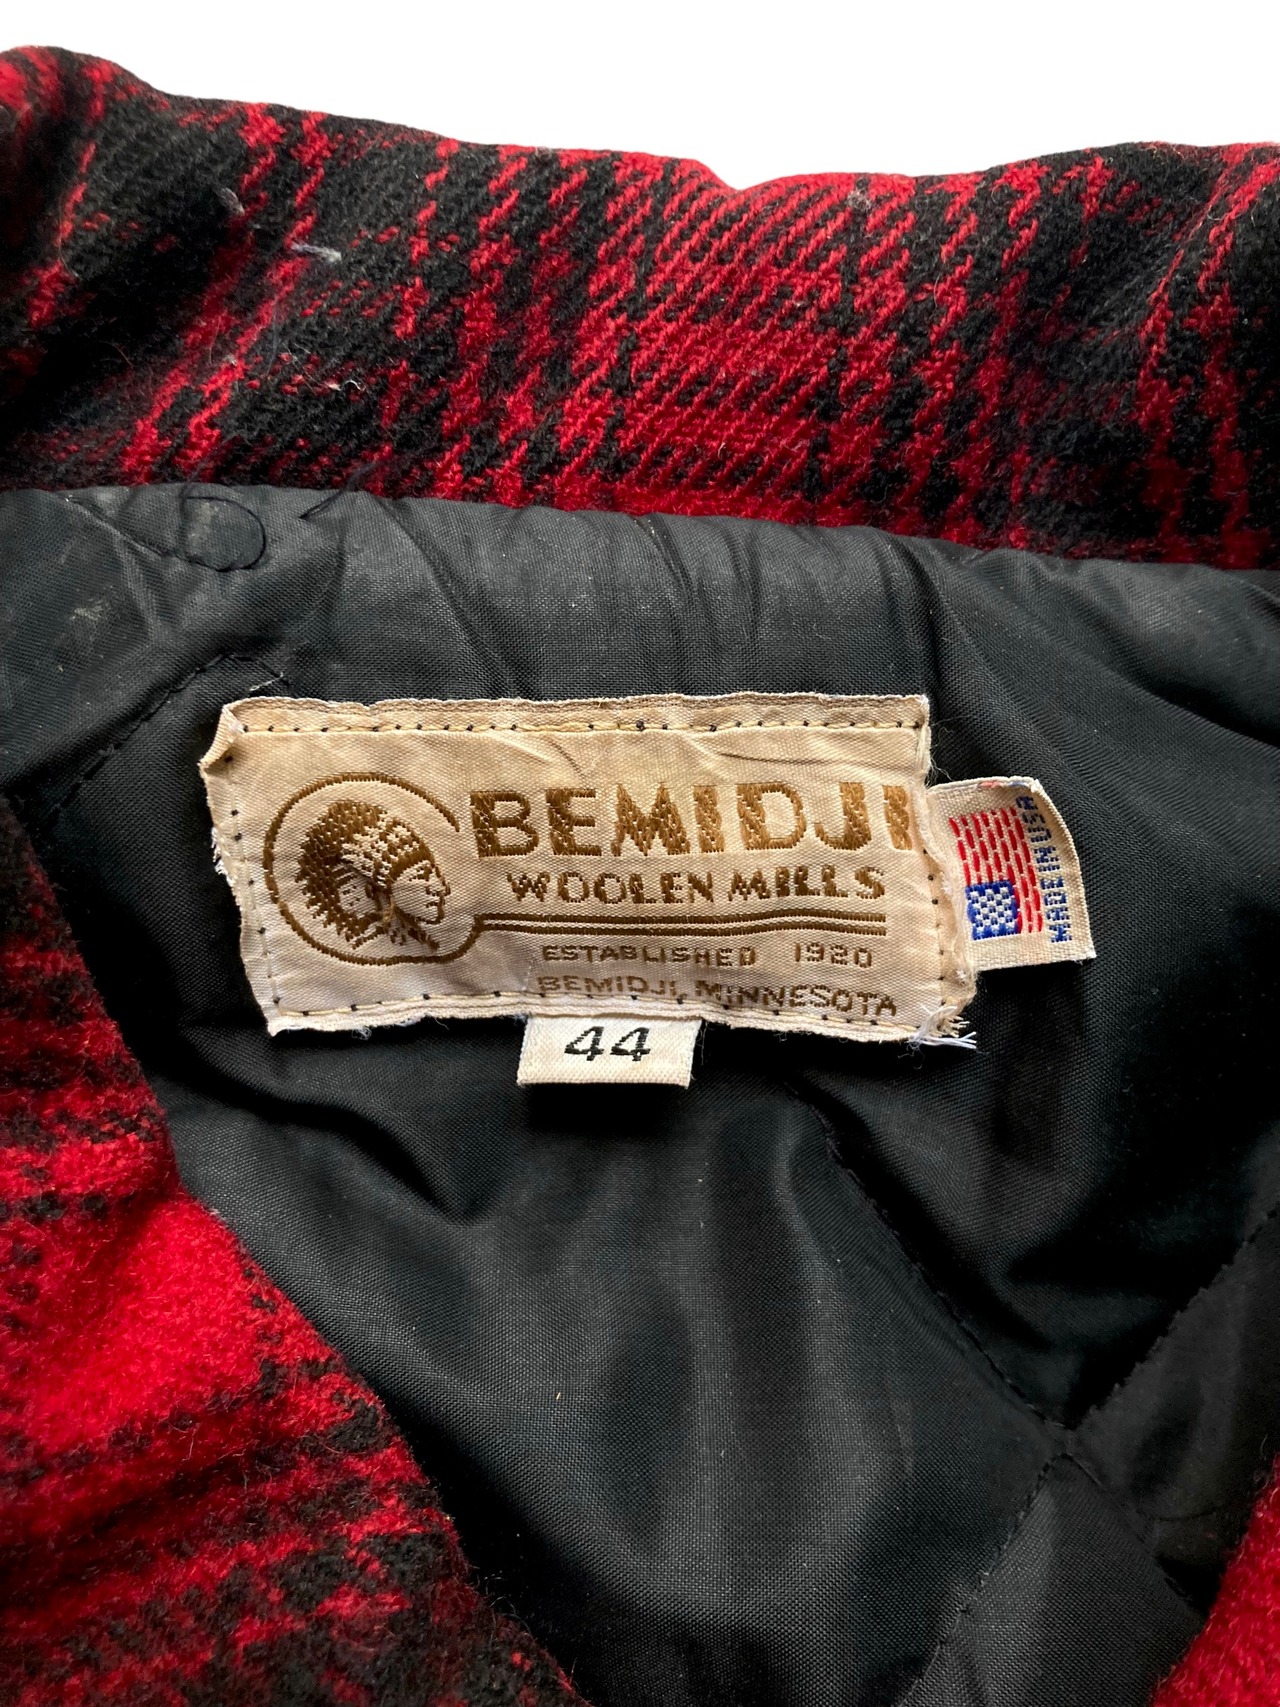 BEMIDJI
WOOLEN MILLS
ESTABLISHED 1920
BEMIDJI, MINNESOTA
44
MADE IN USA